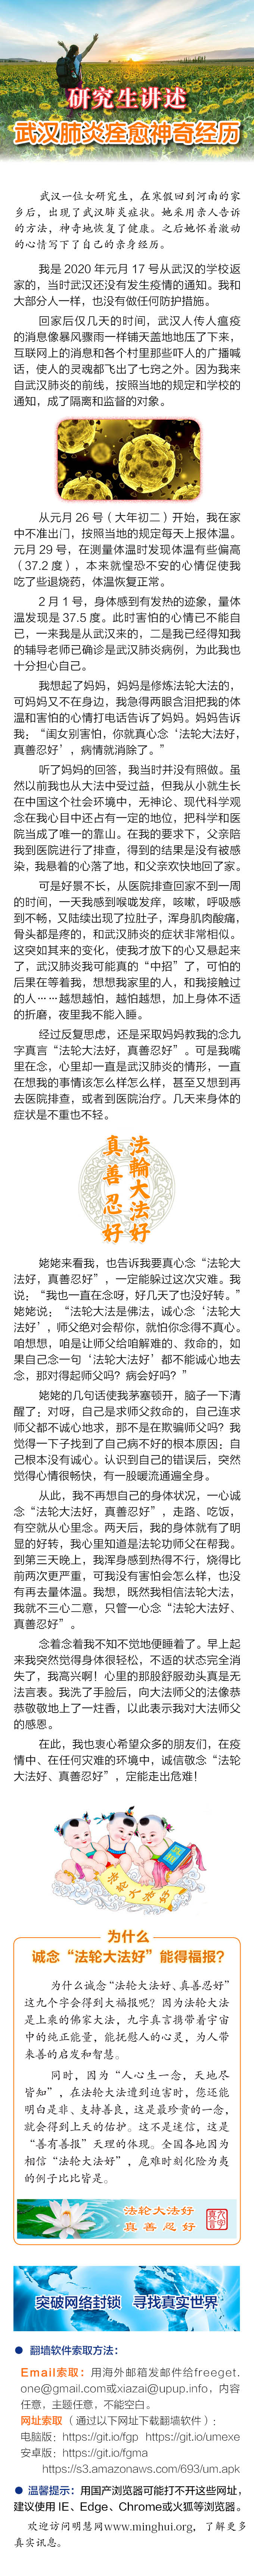 研究生讲述
武汉肺炎痊愈神奇经历
武汉一位女研究生，在寒假回到河南的家
乡后，出现了武汉肺炎症状。她采用亲人告诉
的方法，神奇地恢复了健康。之后她怀着激动
的心情写下了自己的亲身经历。
我是 2020 年元月 17 号从武汉的学校返
家的，当时武汉还没有发生疫情的通知。我和
大部分人一样，也没有做任何防护措施。
回家后仅几天的时间，武汉人传人瘟疫
的消息像暴风骤雨一样铺天盖地地压了下来，
互联网上的消息和各个村里那些吓人的广播喊
话，使人的灵魂都飞出了七窍之外。因为我来
自武汉肺炎的前线，按照当地的规定和学校的
通知，成了隔离和监督的对象。
从元月 26 号（大年初二）开始，我在家
中不准出门，按照当地的规定每天上报体温。
元月 29 号，在测量体温时发现体温有些偏高
（37.2 度），本来就惶恐不安的心情促使我
吃了些退烧药，体温恢复正常。
2 月 1 号，身体感到有发热的迹象，量体
温发现是 37.5 度。此时害怕的心情已不能自
已，一来我是从武汉来的，二是我已经得知我
的辅导老师已确诊是武汉肺炎病例，为此我也
十分担心自己。
我想起了妈妈，妈妈是修炼法轮大法的，
可妈妈又不在身边，我急得两眼含泪把我的体
温和害怕的心情打电话告诉了妈妈。妈妈告诉
我：“闺女别害怕，你就真心念‘法轮大法好，
真善忍好’，病情就消除了。”
听了妈妈的回答，我当时并没有照做。虽
然以前我也从大法中受过益，但我从小就生长
在中国这个社会环境中，无神论、现代科学观
念在我心目中还占有一定的地位，把科学和医
院当成了唯一的靠山。在我的要求下，父亲陪
我到医院进行了排查，得到的结果是没有被感
染，我悬着的心落了地，和父亲欢快地回了家。
可是好景不长，从医院排查回家不到一周
的时间，一天我感到喉咙发痒，咳嗽，呼吸感
到不畅，又陆续出现了拉肚子，浑身肌肉酸痛，
骨头都是疼的，和武汉肺炎的症状非常相似。
这突如其来的变化，使我才放下的心又悬起来
了，武汉肺炎我可能真的“中招”了，可怕的
后果在等着我，想想我家里的人，和我接触过
的人……越想越怕，越怕越想，加上身体不适
的折磨，夜里我不能入睡。
经过反复思虑，还是采取妈妈教我的念九
字真言“法轮大法好，真善忍好”。可是我嘴
里在念，心里却一直是武汉肺炎的情形，一直
在想我的事情该怎么样怎么样，甚至又想到再
去医院排查，或者到医院治疗。几天来身体的
症状是不重也不轻。
法輪大法好
真善忍好
姥姥来看我，也告诉我要真心念“法轮大
法好，真善忍好”，一定能躲过这次灾难。我
说：“我也一直在念呀，好几天了也没好转。”
姥姥说：“法轮大法是佛法，诚心念‘法轮大
法好’，师父绝对会帮你，就怕你念得不真心。
咱想想，咱是让师父给咱解难的、救命的，如
果自己念一句‘法轮大法好’都不能诚心地去
念，那对得起师父吗？病会好吗？”
姥姥的几句话使我茅塞顿开，脑子一下清
醒了：对呀，自己是求师父救命的，自己连求
师父都不诚心地求，那不是在欺骗师父吗？我
觉得一下子找到了自己病不好的根本原因：自
己根本没有诚心。认识到自己的错误后，突然
觉得心情很畅快，有一股暖流通遍全身。
从此，我不再想自己的身体状况，一心诚
念“法轮大法好，真善忍好”，走路、吃饭，
有空就从心里念。两天后，我的身体就有了明
显的好转，我心里知道是法轮功师父在帮我。
到第三天晚上，我浑身感到热得不行，烧得比
前两次更严重，可我没有害怕会怎么样，也没
有再去量体温。我想，既然我相信法轮大法，
我就不三心二意，只管一心念“法轮大法好、
真善忍好”。
念着念着我不知不觉地便睡着了。早上起
来我突然觉得身体很轻松，不适的状态完全消
失了，我高兴啊！心里的那股舒服劲头真是无
法言表。我洗了手脸后，向大法师父的法像恭
恭敬敬地上了一炷香，以此表示我对大法师父
的感恩。
在此，我也衷心希望众多的朋友们，在疫
情中、在任何灾难的环境中，诚信敬念“法轮
大法好、真善忍好”，定能走出危难！
法轮大法好
为什么
诚念“法轮大法好”能得福报？
为什么诚念“法轮大法好、真善忍好”
这九个字会得到大福报呢？因为法轮大法
是上乘的佛家大法，九字真言携带着宇宙
中的纯正能量，能抚慰人的心灵，为人带
来善的启发和智慧。
同时，因为“人心生一念，天地尽
皆知”，在法轮大法遭到迫害时，您还能
明白是非、支持善良，这是最珍贵的一念，
就会得到上天的佑护。这不是迷信，这是
“善有善报”天理的体现。全国各地因为
相信“法轮大法好”，危难时刻化险为夷
的例子比比皆是。
法轮大法好
真善忍好
九字真言
突破网络封锁 寻找真实世界
● 翻墙软件索取方法：
Email索取：用海外邮箱发邮件给freeget.
one@gmail.com或xiazai@upup.info，内容
任意，主题任意，不能空白。
网址索取（通过以下网址下载翻墙软件）：
电脑版：https://git.io/fgp https://git.io/umexe
安卓版：https://git.io/fgma
https://s3.amazonaws.com/693/um.apk
● 温馨提示：用国产浏览器可能打不开这些网址，
建议使用 IE、Edge、Chrome或火狐等浏览器。
欢迎访问明慧网www.minghui.org，了解更多
真实讯息。